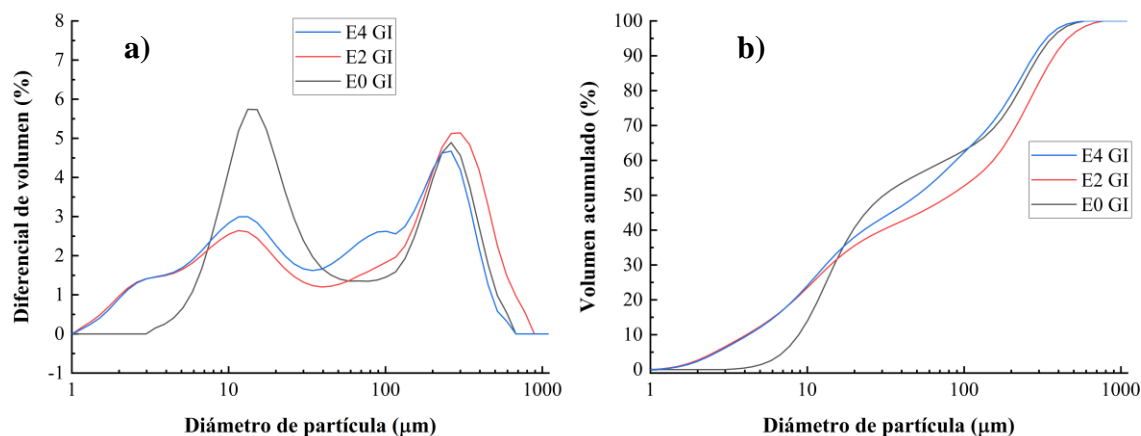 a)
E4 GI
E2 GI
E0 GI
8
7
6
5
4
3
2
1
0
-1
Diferencial de volumen (%)
1
10
100
1000
Diámetro de partícula (μm)
b)
E4 GI
E2 GI
E0 GI
100
90
80
70
60
50
40
30
20
10
0
Volumen acumulado (%)
1
10
100
1000
Diámetro de partícula (μm)